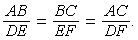 AB/DE = BC/EF = AC/DF.